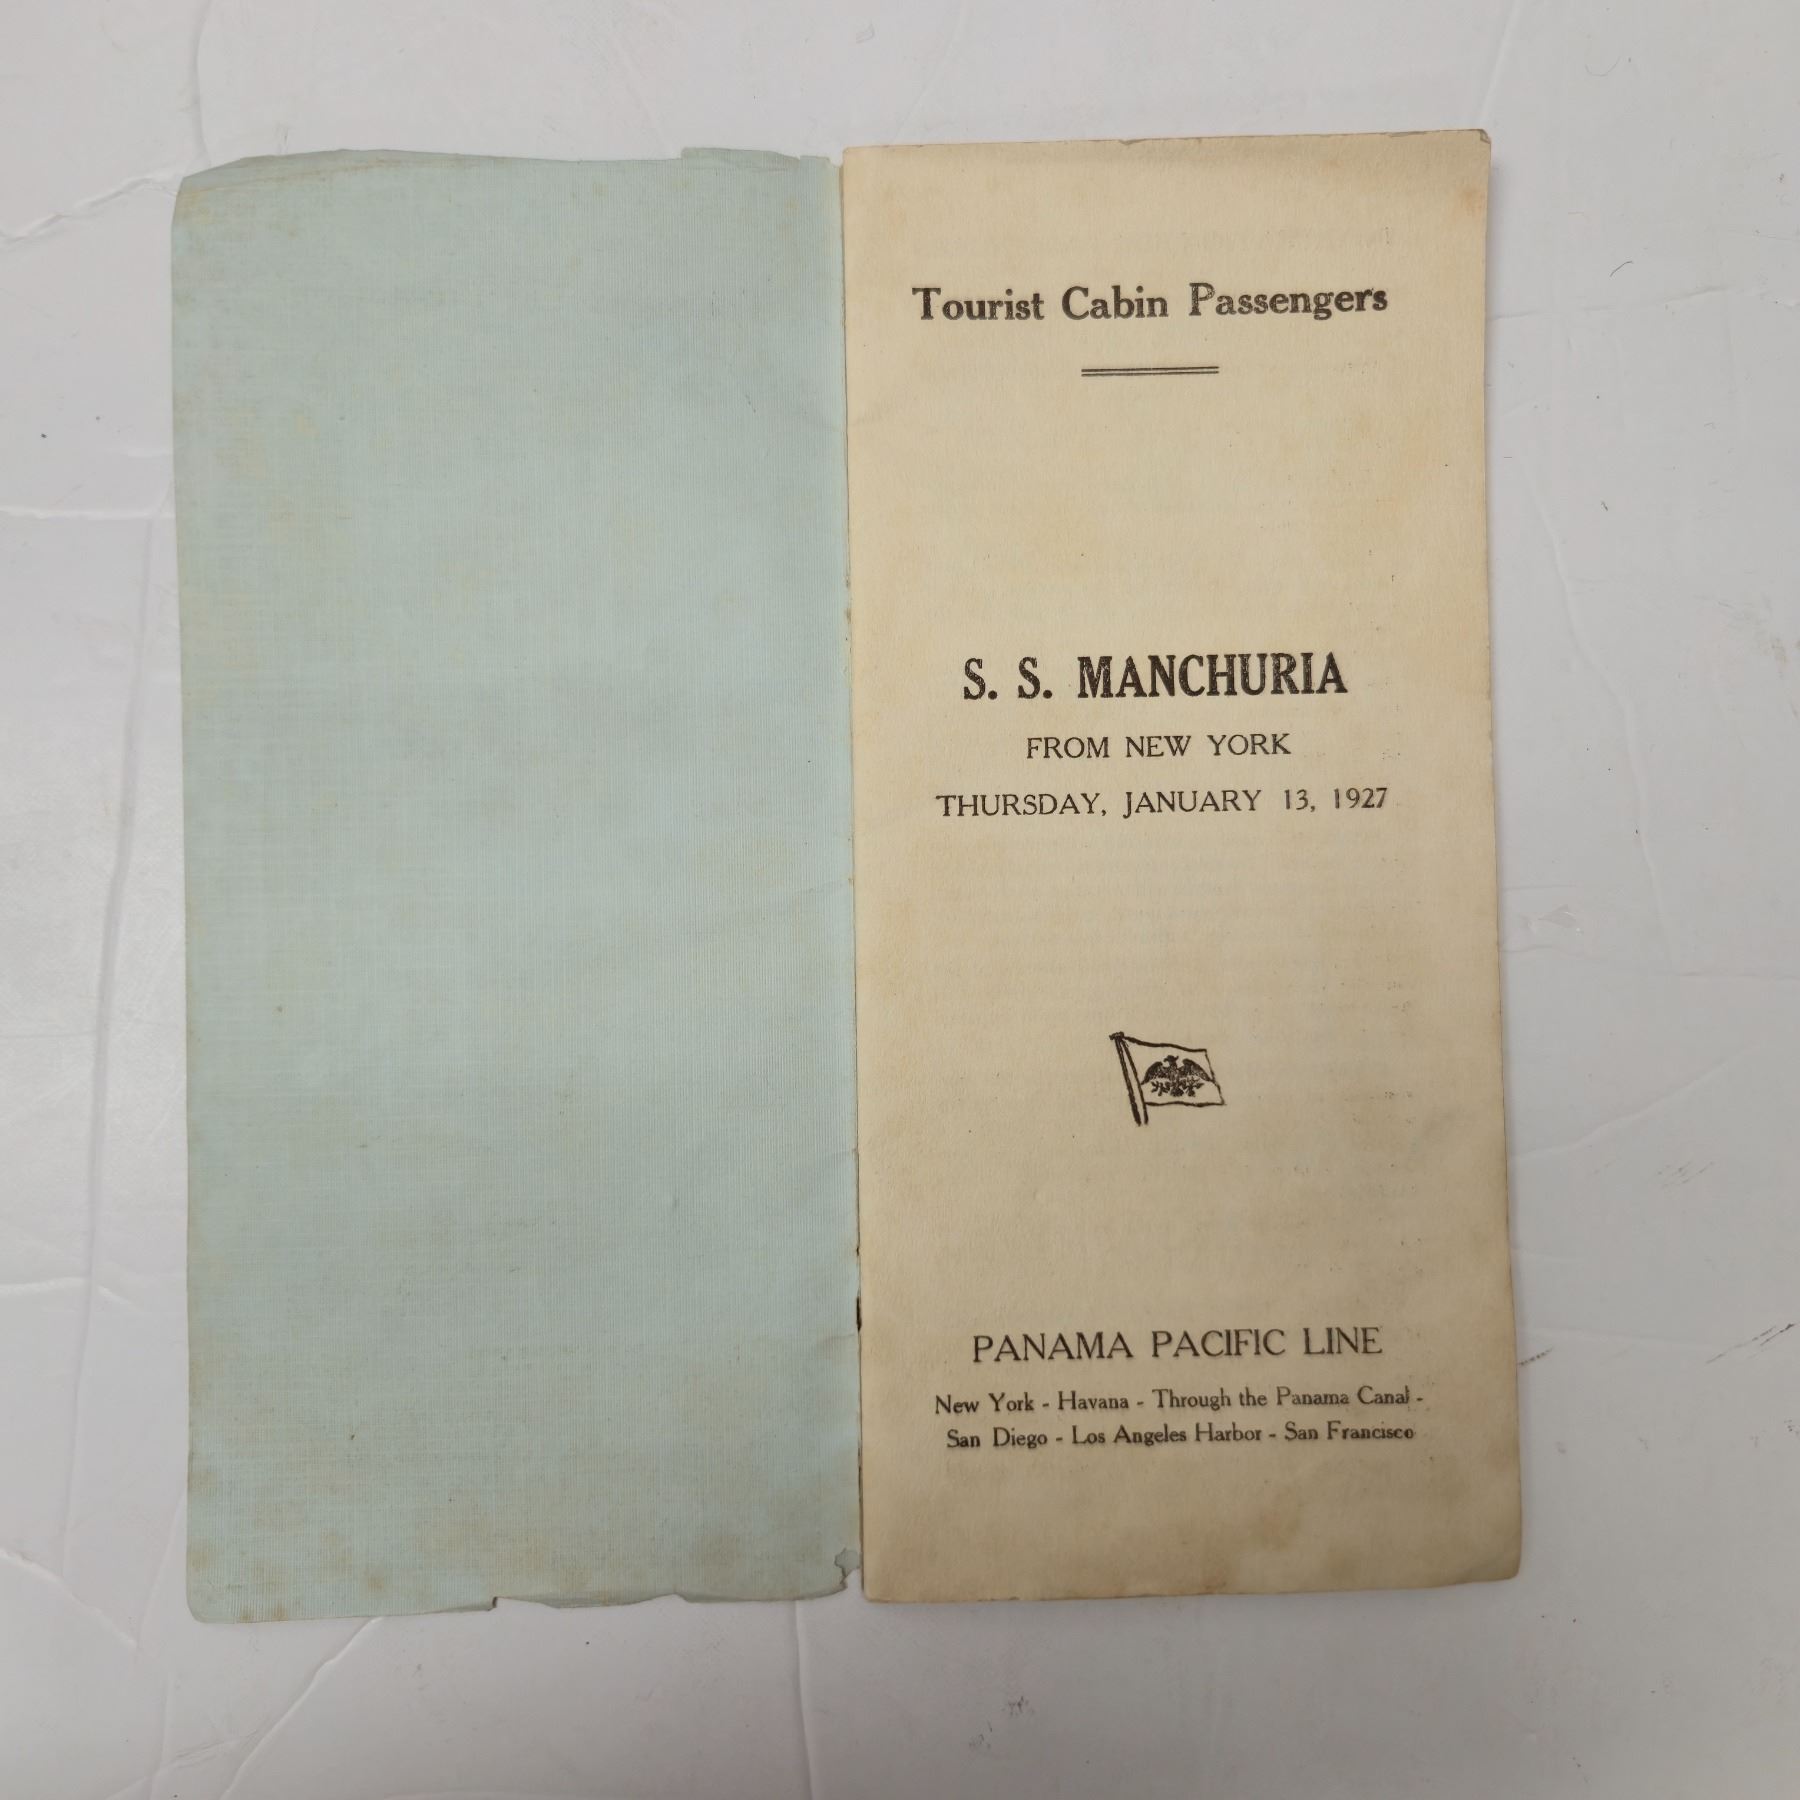 Tourist Cabin Passengers
S. S. MANCHURIA
FROM NEW YORK
THURSDAY, JANUARY 13, 1927
PANAMA PACIFIC LINE
New York - Havana - Through the Panama Canal -
San Diego - Los Angeles Harbor - San Francisco